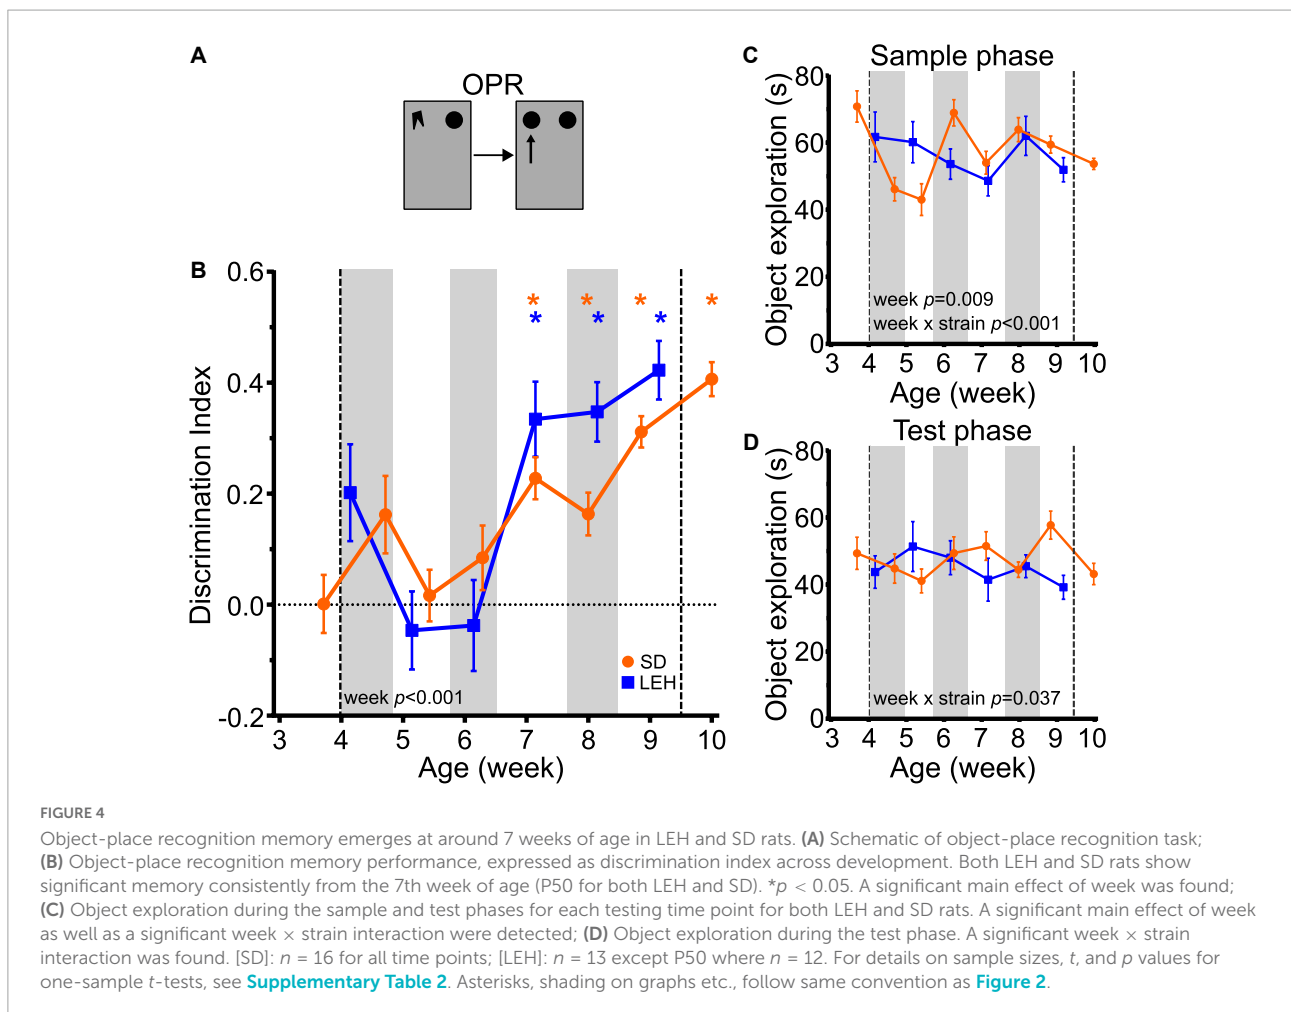 A
OPR
B
0.6
0.4
0.2
0.0
-0.2
Discrimination Index
* * * *
* * *
SD
LEH
week p<0.001
3 4 5 6 7 8 9 10
Age (week)
C
Sample phase
80
60
40
20
0
Object exploration (s)
week p=0.009
week x strain p<0.001
3 4 5 6 7 8 9 10
Age (week)
D
Test phase
80
60
40
20
0
Object exploration (s)
week x strain p=0.037
3 4 5 6 7 8 9 10
Age (week)
FIGURE 4
Object-place recognition memory emerges at around 7 weeks of age in LEH and SD rats. (A) Schematic of object-place recognition task;
(B) Object-place recognition memory performance, expressed as discrimination index across development. Both LEH and SD rats show
significant memory consistently from the 7th week of age (P50 for both LEH and SD). *p < 0.05. A significant main effect of week was found;
(C) Object exploration during the sample and test phases for each testing time point for both LEH and SD rats. A significant main effect of week
as well as a significant week × strain interaction were detected; (D) Object exploration during the test phase. A significant week × strain
interaction was found. [SD]: n = 16 for all time points; [LEH]: n = 13 except P50 where n = 12. For details on sample sizes, t, and p values for
one-sample t-tests, see Supplementary Table 2. Asterisks, shading on graphs etc., follow same convention as Figure 2.